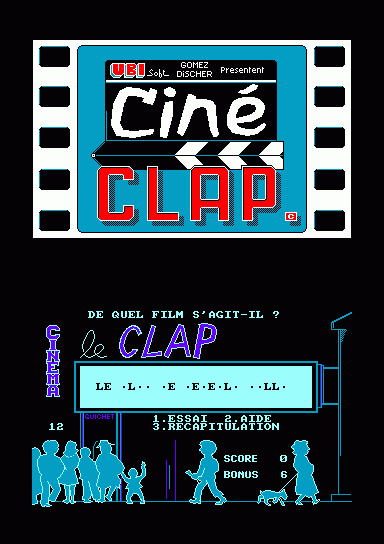 UBI Soft GOMEZ DiSCHER Presentent
Ciné
CLAP
C
DE QUEL FILM S'AGIT-IL ?
CINEMA
le CLAP
LE ·L·· ·E ·E·E·L· ··LL·
GUICHET
1.ESSAI 2.AIDE
12
3.RECAPITULATION
SCORE 0
BONUS 6